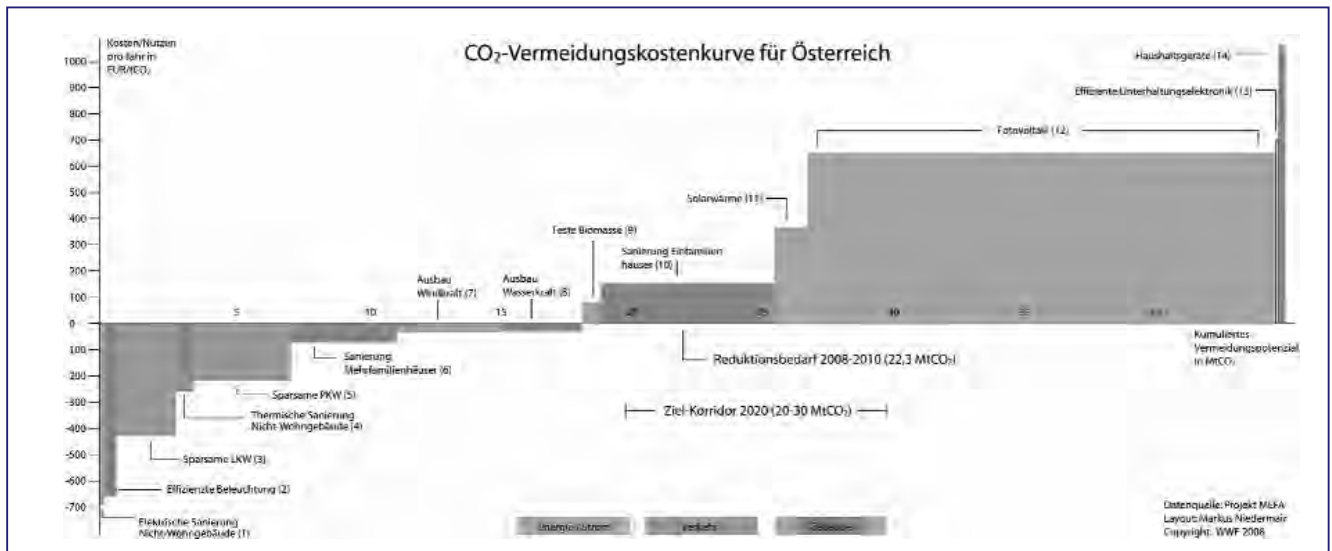 CO₂-Vermeidungskostenkurve für Österreich
Kosten/Nutzen
pro Jahr in
EUR/tCO₂
1000
900
800
700
600
500
400
300
200
100
0
-100
-200
-300
-400
-500
-600
-700
5
10
15
40
Haushaltsgeräte (14)
Effiziente Unterhaltungselektronik (13)
Fotovoltaik (12)
Solarwärme (11)
Feste Biomasse (9)
Sanierung Einfamilien
häuser (10)
Ausbau
Windkraft (7)
Ausbau
Wasserkraft (8)
Kumuliertes
Vermeidungspotenzial
in MtCO₂
Reduktionsbedarf 2008-2010 (22,3 MtCO₂)
Ziel-Korridor 2020 (20-30 MtCO₂)
Sanierung
Mehrfamilienhäuser (6)
Sparsame PKW (5)
Thermische Sanierung
Nicht-Wohngebäude (4)
Sparsame LKW (3)
Effizienzte Beleuchtung (2)
Elektrische Sanierung
Nicht-Wohngebäude (1)
Energie/Strom
Verkehr
Gebäude
Datenquelle: Projekt MEFA
Layout: Markus Niedermair
Copyright: WWF 2008